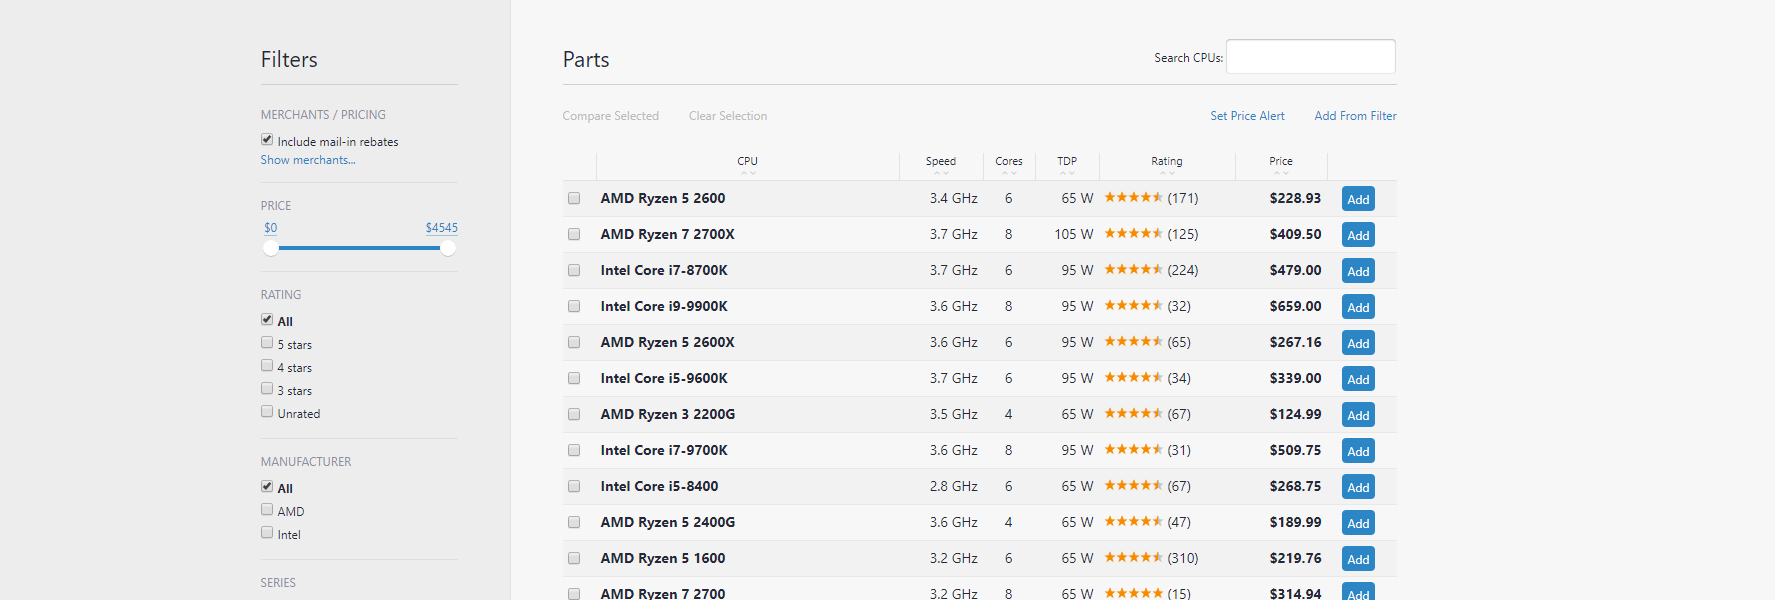 Filters
MERCHANTS / PRICING
Include mail-in rebates
Show merchants...
PRICE
$0 $4545
RATING
All
5 stars
4 stars
3 stars
Unrated
MANUFACTURER
All
AMD
Intel
SERIES
Parts
Search CPUs:
Compare Selected Clear Selection Set Price Alert Add From Filter
CPU Speed Cores TDP Rating Price
AMD Ryzen 5 2600 3.4 GHz 6 65 W (171) $228.93 Add
AMD Ryzen 7 2700X 3.7 GHz 8 105 W (125) $409.50 Add
Intel Core i7-8700K 3.7 GHz 6 95 W (224) $479.00 Add
Intel Core i9-9900K 3.6 GHz 8 95 W (32) $659.00 Add
AMD Ryzen 5 2600X 3.6 GHz 6 95 W (65) $267.16 Add
Intel Core i5-9600K 3.7 GHz 6 95 W (34) $339.00 Add
AMD Ryzen 3 2200G 3.5 GHz 4 65 W (67) $124.99 Add
Intel Core i7-9700K 3.6 GHz 8 95 W (31) $509.75 Add
Intel Core i5-8400 2.8 GHz 6 65 W (67) $268.75 Add
AMD Ryzen 5 2400G 3.6 GHz 4 65 W (47) $189.99 Add
AMD Ryzen 5 1600 3.2 GHz 6 65 W (310) $219.76 Add
AMD Ryzen 7 2700 3.2 GHz 8 65 W (15) $314.94 Add